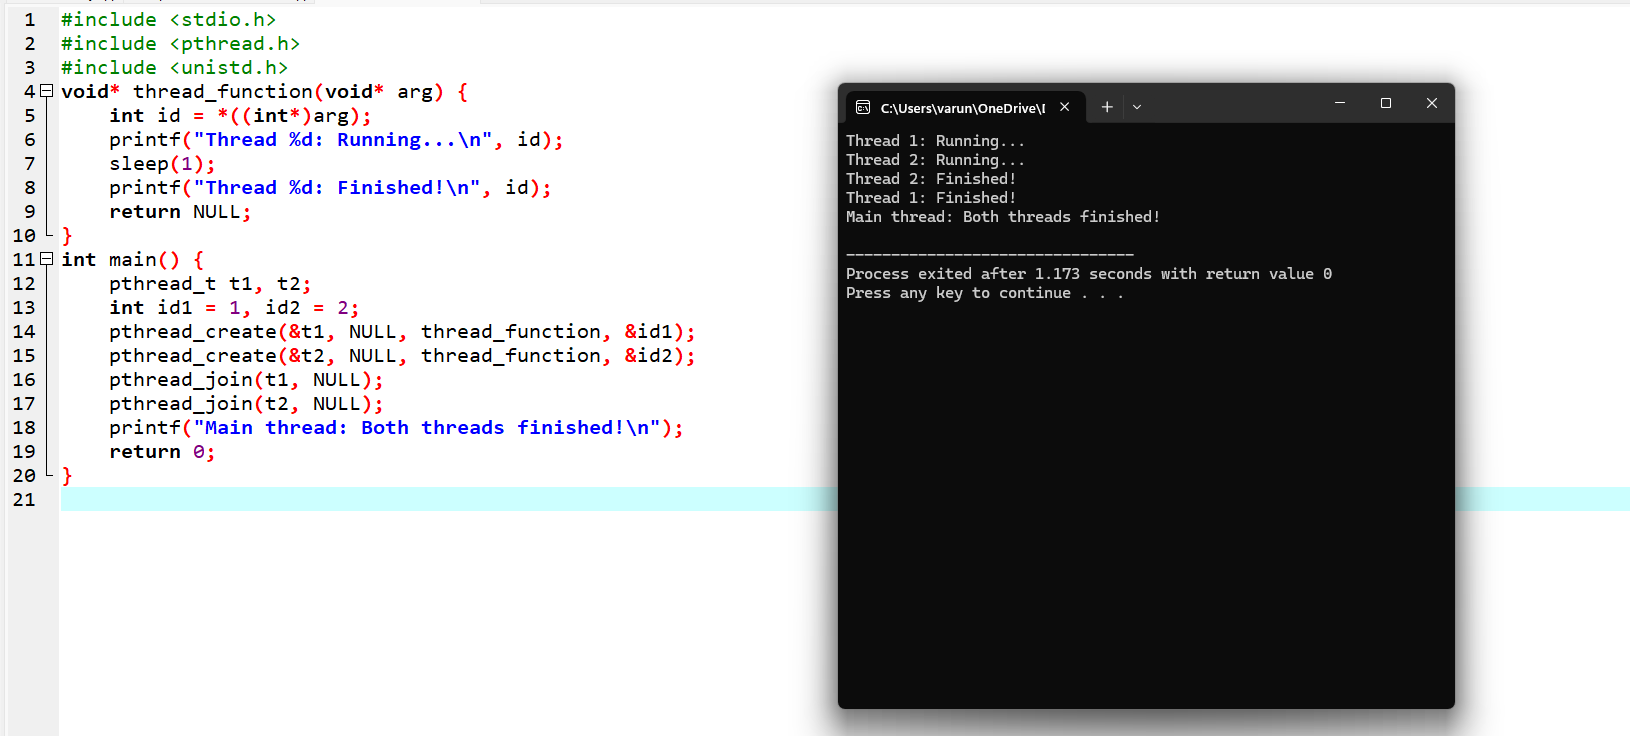 1 #include <stdio.h>
2 #include <pthread.h>
3 #include <unistd.h>
4 void* thread_function(void* arg) {
5     int id = *((int*)arg);
6     printf("Thread %d: Running...\n", id);
7     sleep(1);
8     printf("Thread %d: Finished!\n", id);
9     return NULL;
10 }
11 int main() {
12     pthread_t t1, t2;
13     int id1 = 1, id2 = 2;
14     pthread_create(&t1, NULL, thread_function, &id1);
15     pthread_create(&t2, NULL, thread_function, &id2);
16     pthread_join(t1, NULL);
17     pthread_join(t2, NULL);
18     printf("Main thread: Both threads finished!\n");
19     return 0;
20 }
21
C:\Users\varun\OneDrive\
Thread 1: Running...
Thread 2: Running...
Thread 2: Finished!
Thread 1: Finished!
Main thread: Both threads finished!
--------------------------------
Process exited after 1.173 seconds with return value 0
Press any key to continue . . .